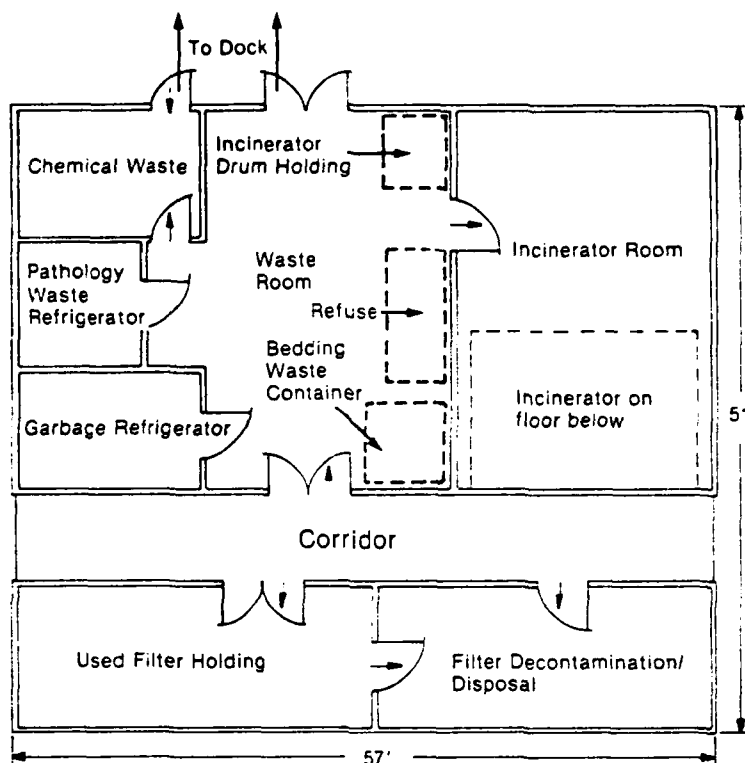 To Dock
Chemical Waste
Incinerator
Drum Holding
Pathology
Waste
Refrigerator
Waste
Room
Incinerator Room
Refuse
Bedding
Waste
Container
Garbage Refrigerator
Incinerator on
floor below
Corridor
Used Filter Holding
Filter Decontamination/
Disposal
57'